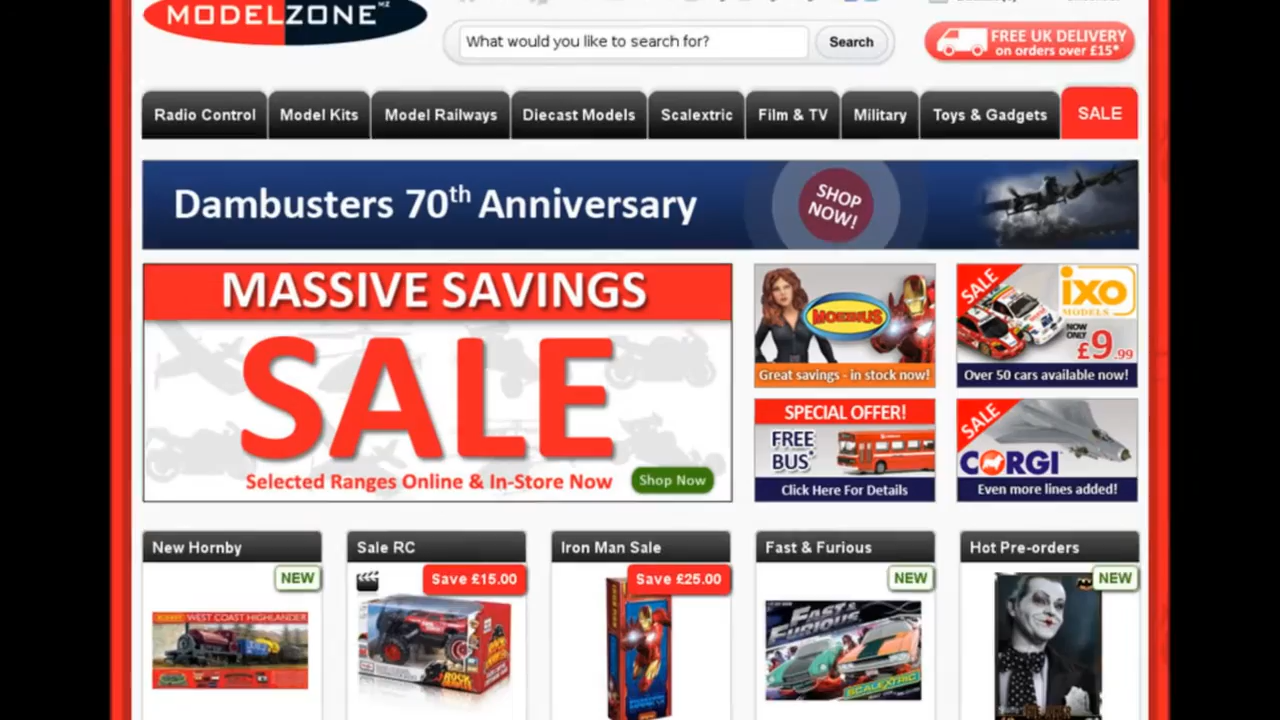 MODELZONE
What would you like to search for?
Search
FREE UK DELIVERY
on orders over £15*
Radio Control
Model Kits
Model Railways
Diecast Models
Scalextric
Film & TV
Military
Toys & Gadgets
SALE
Dambusters 70th Anniversary
SHOP
NOW!
MASSIVE SAVINGS
SALE
Selected Ranges Online & In-Store Now
Shop Now
MOEBIUS
Great savings - in stock now!
SALE
ixo
MODELS
NOW
ONLY
£9.99
Over 50 cars available now!
SPECIAL OFFER!
FREE
BUS*
Click Here For Details
SALE
CORGI
Even more lines added!
New Hornby
Sale RC
Iron Man Sale
Fast & Furious
Hot Pre-orders
NEW
Save £15.00
Save £25.00
NEW
NEW
WEST COAST HIGHLANDER
FAST &
FURIOUS
SCALEXTRIC